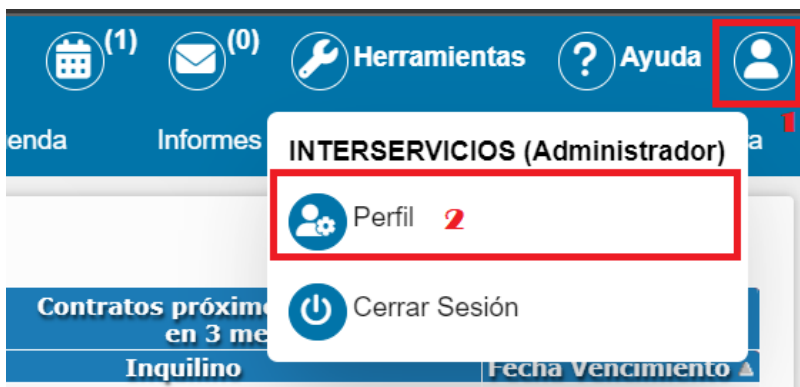 (1) (0) Herramientas Ayuda
enda Informes a
1
INTERSERVICIOS (Administrador)
Perfil 2
Cerrar Sesión
Contratos próxim
en 3 me
Inquilino Fecha Vencimiento